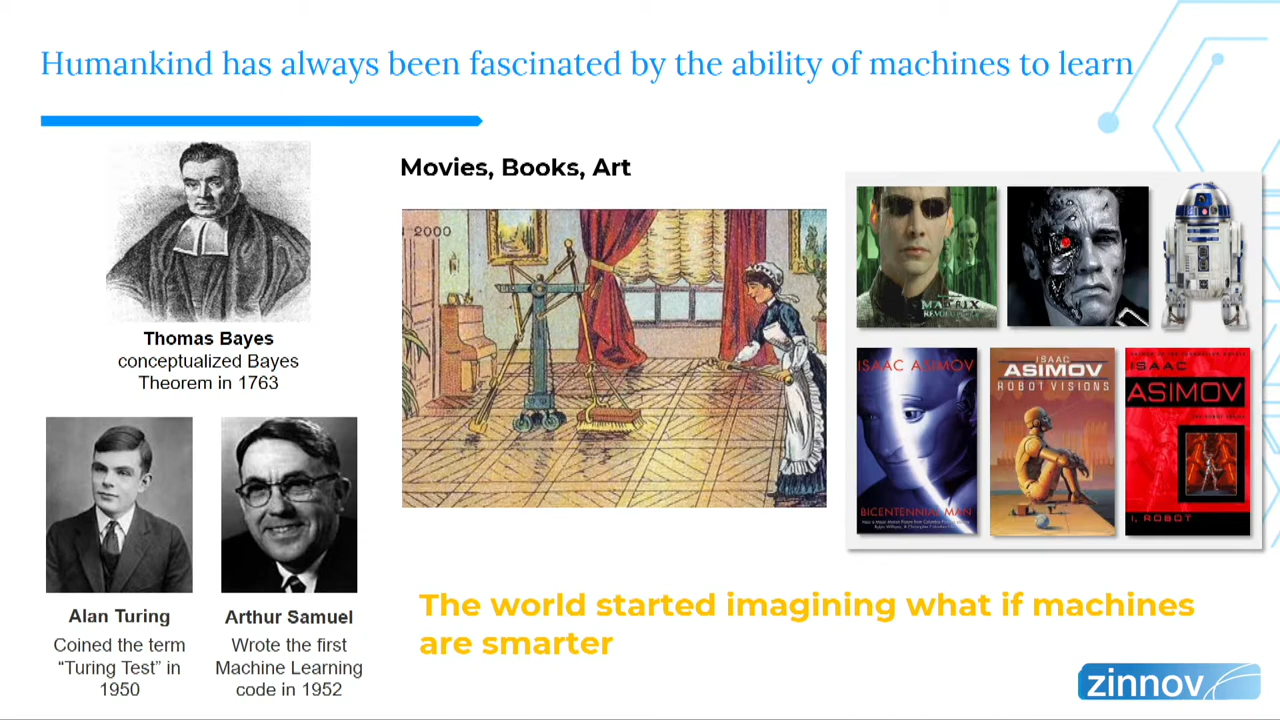 Humankind has always been fascinated by the ability of machines to learn
Thomas Bayes
conceptualized Bayes
Theorem in 1763
Alan Turing
Coined the term
“Turing Test” in
1950
Arthur Samuel
Wrote the first
Machine Learning
code in 1952
Movies, Books, Art
2000
MATRIX
REVOLUTIONS
ISAAC ASIMOV
BICENTENNIAL MAN
ISAAC
ASIMOV
ROBOT VISIONS
ISAAC
ASIMOV
I, ROBOT
The world started imagining what if machines
are smarter
zinnov